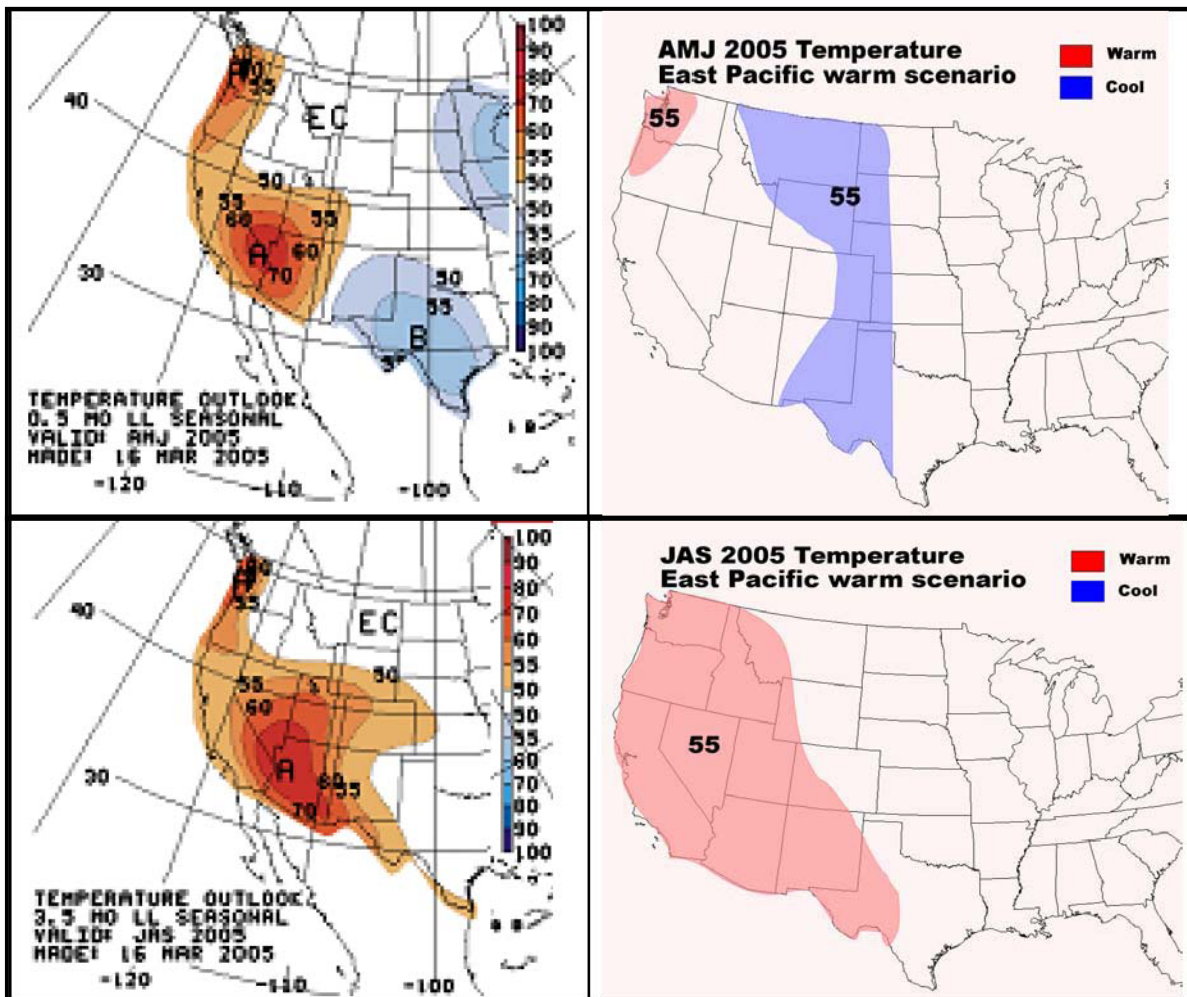 100
90
80
70
60
55
50
50
55
60
70
80
90
100
40
30
55
EC
50
55
60
55
A
60
70
50
55
B
TEMPERATURE OUTLOOK
0.5 MO LL SEASONAL
VALID: AMJ 2005
MADE: 16 MAR 2005
-120
-110
-100
AMJ 2005 Temperature
East Pacific warm scenario
Warm
Cool
55
55
100
90
80
70
60
55
50
50
55
60
70
80
90
100
40
30
55
EC
50
55
60
A
60
55
70
TEMPERATURE OUTLOOK
3.5 MO LL SEASONAL
VALID: JAS 2005
MADE: 16 MAR 2005
-120
-110
-100
JAS 2005 Temperature
East Pacific warm scenario
Warm
Cool
55